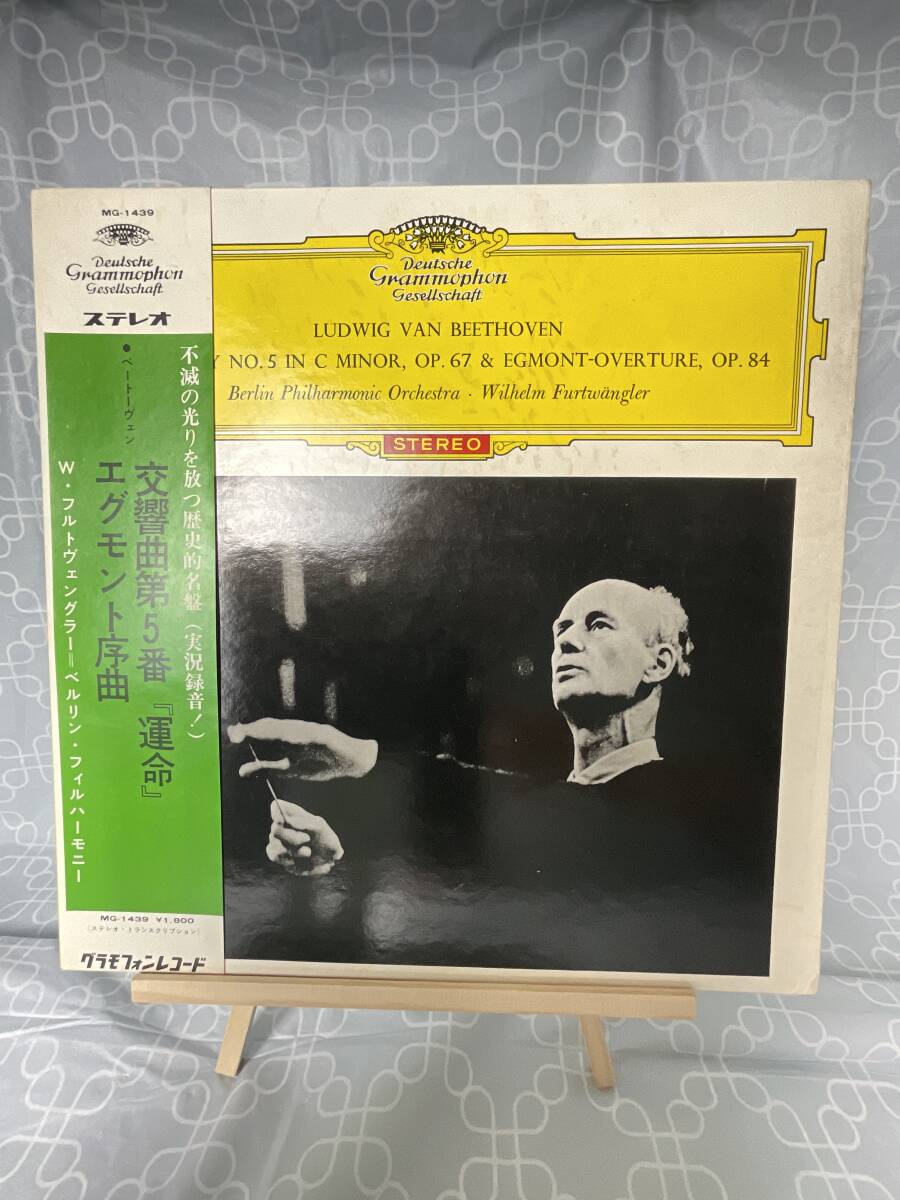 MG-1439
Deutsche
Grammophon
Gesellschaft
ステレオ
不滅の光りを放つ歴史的名盤(実況録音!)
●ベートーヴェン
交響曲第5番『運命』
エグモント序曲
W・フルトヴェングラー=ベルリン・フィルハーモニー
MG-1439 ¥1,800
(ステレオ・トランスクリプション)
グラモフォンレコード
Deutsche
Grammophon
Gesellschaft
LUDWIG VAN BEETHOVEN
Y NO. 5 IN C MINOR, OP. 67 & EGMONT-OVERTURE, OP. 84
Berlin Philharmonic Orchestra · Wilhelm Furtwängler
STEREO